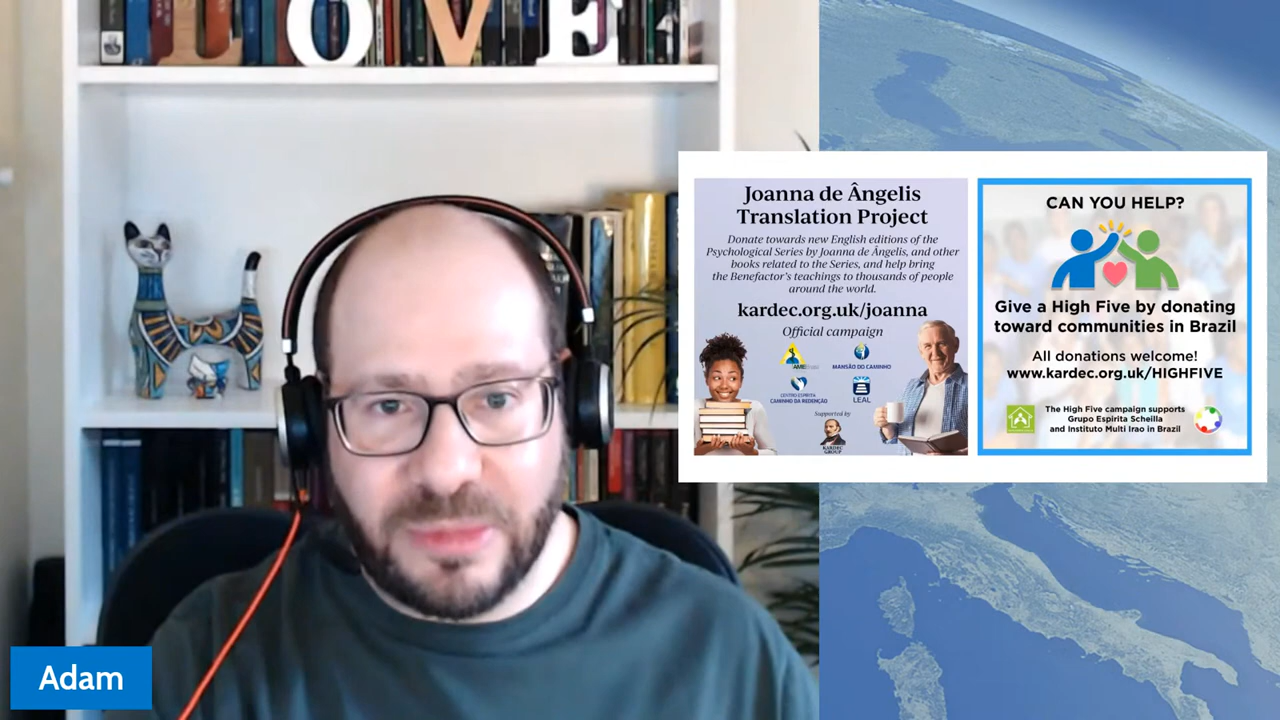 LOVE
Joanna de Ângelis
Translation Project
Donate towards new English editions of the
Psychological Series by Joanna de Ângelis, and other
books related to the Series, and help bring
the Benefactor's teachings to thousands of people
around the world.
kardec.org.uk/joanna
Official campaign
MANSÃO DO CAMINHO
CENTRO ESPÍRITA
CAMINHO DA REDENÇÃO
LEAL
Supported by
KARDEC
GROUP
CAN YOU HELP?
Give a High Five by donating
toward communities in Brazil
All donations welcome!
www.kardec.org.uk/HIGHFIVE
The High Five campaign supports
Grupo Espirita Scheilla
and Instituto Multi Irao in Brazil
Adam